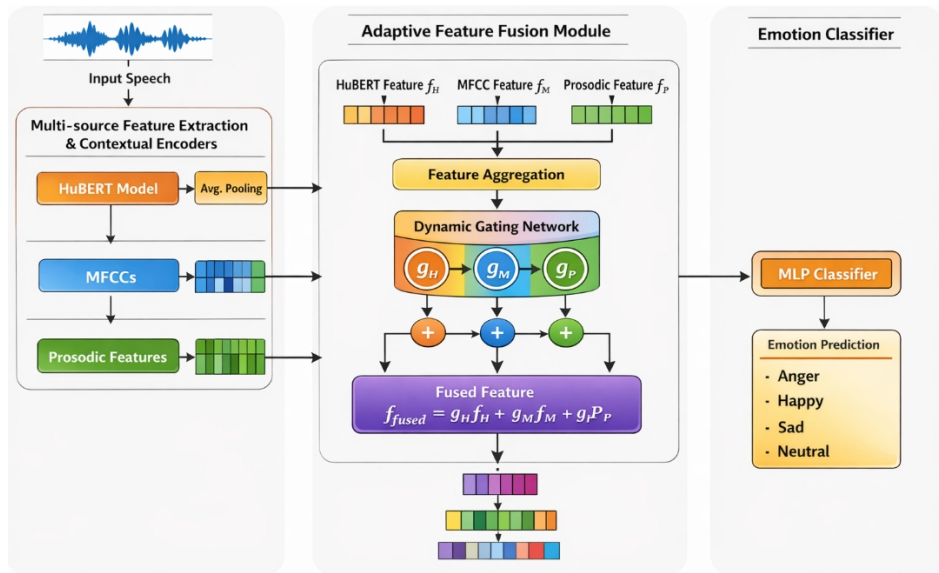 Input Speech
Multi-source Feature Extraction
& Contextual Encoders
HuBERT Model
Avg. Pooling
MFCCs
Prosodic Features
Adaptive Feature Fusion Module
HuBERT Feature f_H
MFCC Feature f_M
Prosodic Feature f_P
Feature Aggregation
Dynamic Gating Network
g_H
g_M
g_P
+
+
+
Fused Feature
f_fused = g_H f_H + g_M f_M + g_I P_P
Emotion Classifier
MLP Classifier
Emotion Prediction
- Anger
- Happy
- Sad
- Neutral